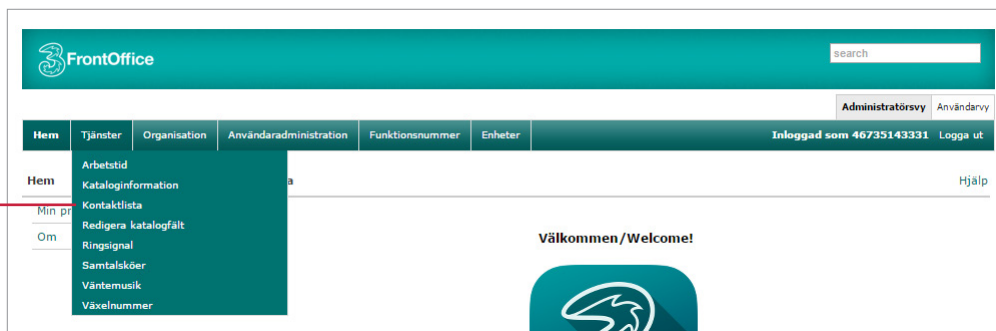 3FrontOffice
search
Administratörsvy Användarvy
Hem Tjänster Organisation Användaradministration Funktionsnummer Enheter Inloggad som 46735143331 Logga ut
Arbetstid
Hem a Hjälp
Kataloginformation
Kontaktlista
Min pr
Redigera katalogfält
Om
Ringsignal
Välkommen/Welcome!
Samtalsköer
Väntemusik
Växelnummer